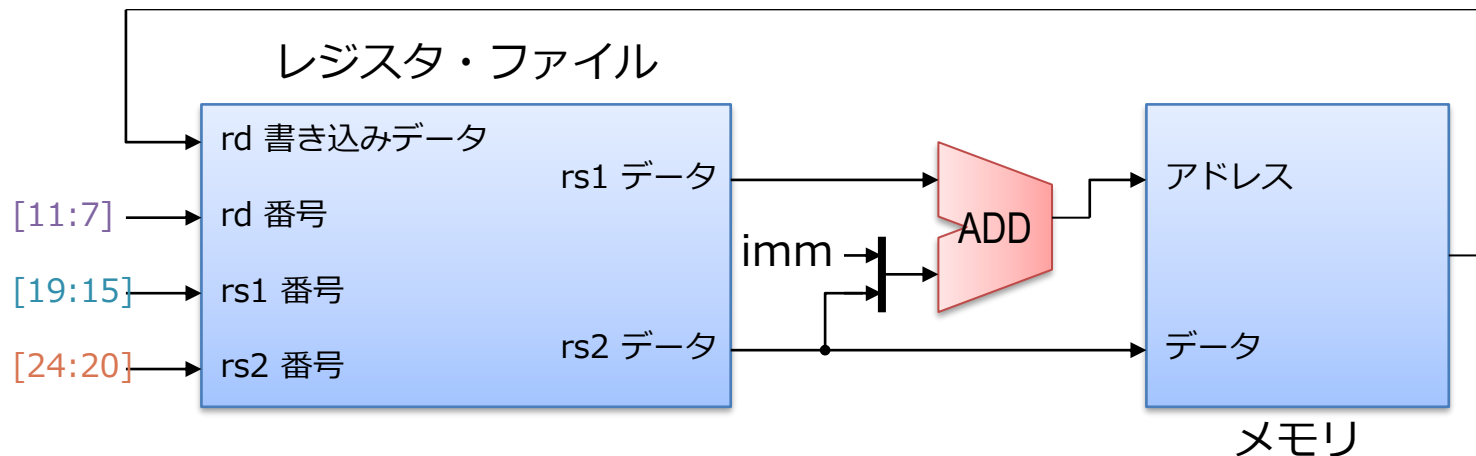 レジスタ・ファイル
rd 書き込みデータ
rs1 データ
[11:7]
rd 番号
imm
ADD
アドレス
[19:15]
rs1 番号
[24:20]
rs2 番号
rs2 データ
データ
メモリ